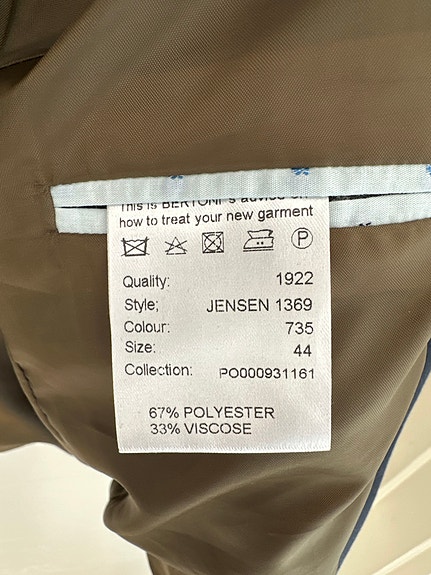 This is BERTONI's advice on
how to treat your new garment
P
Quality: 1922
Style; JENSEN 1369
Colour: 735
Size: 44
Collection: PO000931161
67% POLYESTER
33% VISCOSE